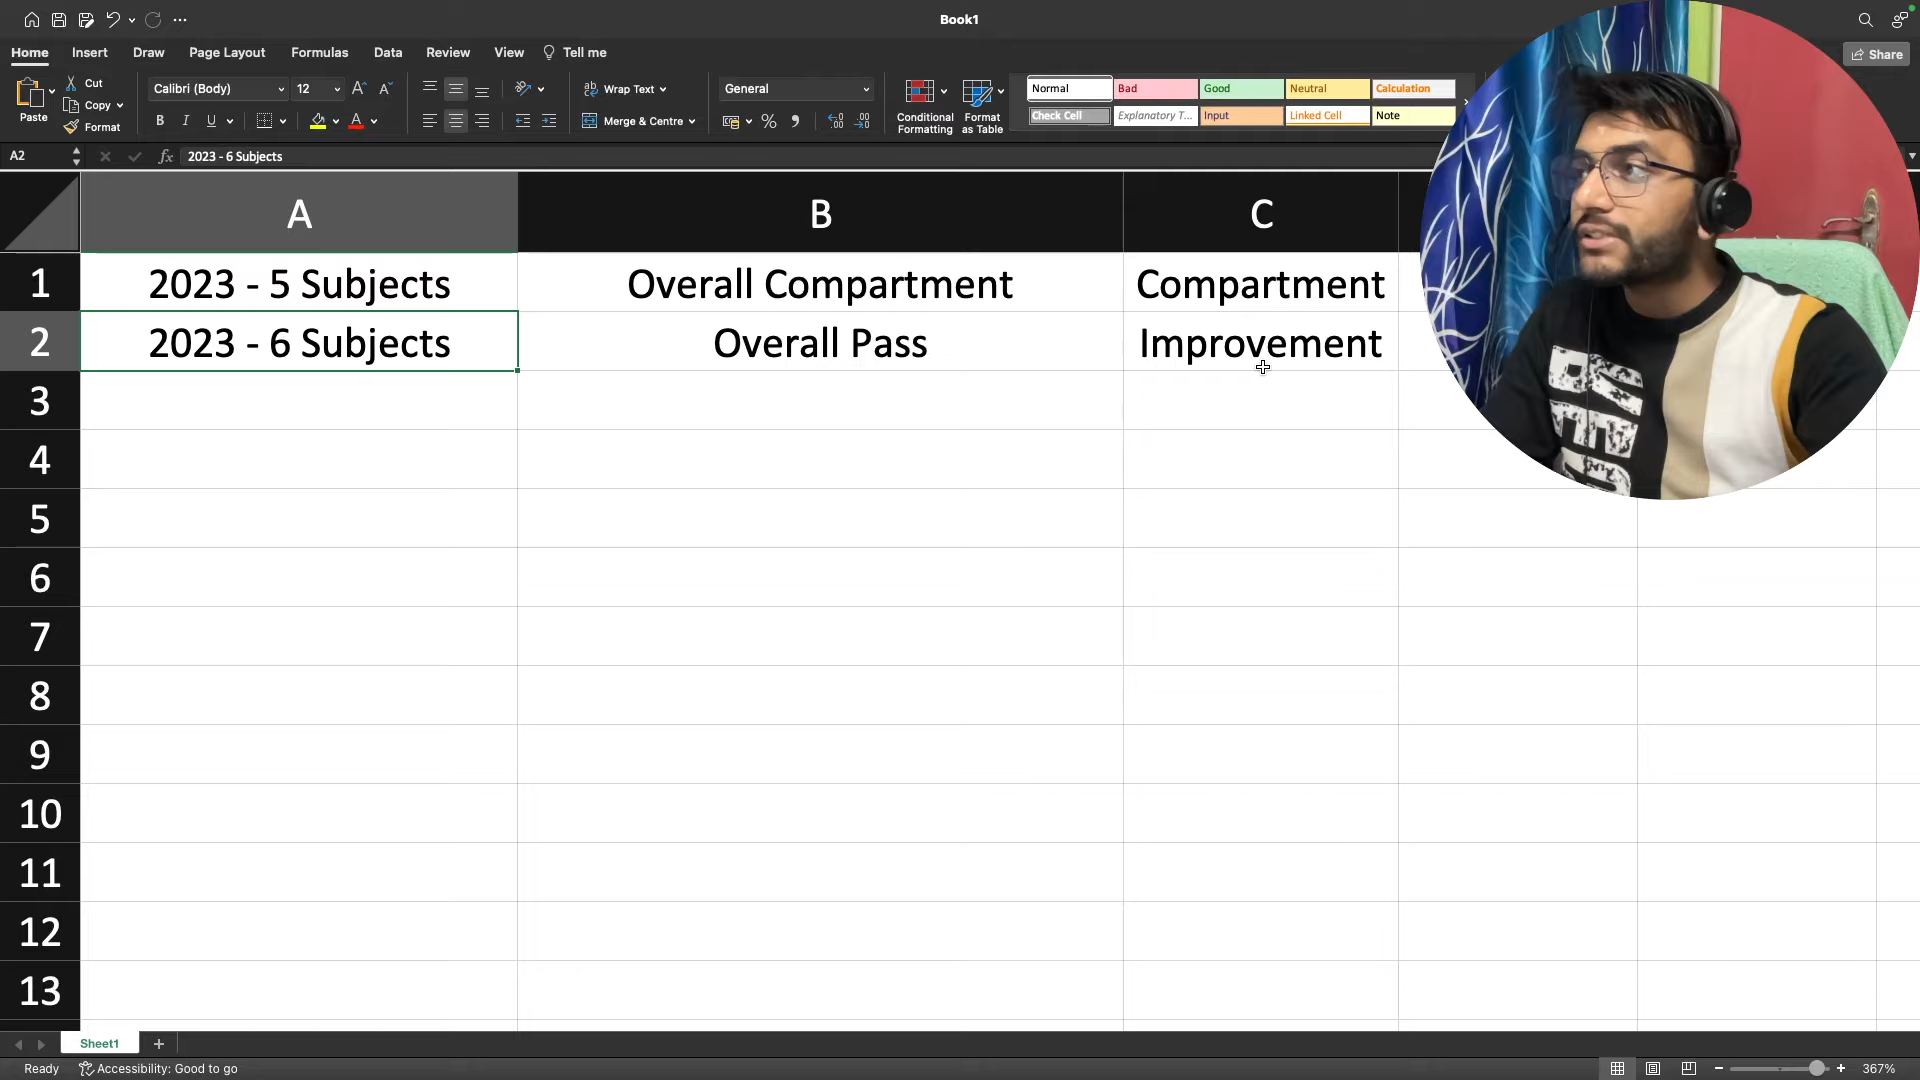 Book1
Home Insert Draw Page Layout Formulas Data Review View Tell me
Share
Paste
Cut
Copy
Format
Calibri (Body) 12
B I U
Wrap Text
Merge & Centre
General
Conditional Formatting
Format as Table
Normal Bad Good Neutral Calculation
Check Cell Explanatory T... Input Linked Cell Note
A2 fx 2023 - 6 Subjects
A B C
1 2023 - 5 Subjects Overall Compartment Compartment
2 2023 - 6 Subjects Overall Pass Improvement
3
4
5
6
7
8
9
10
11
12
13
Sheet1
Ready Accessibility: Good to go 367%